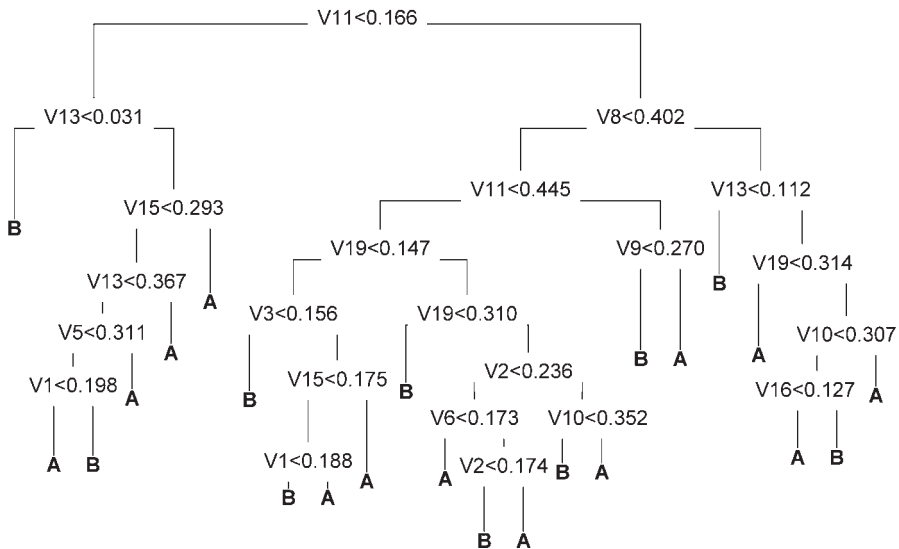 V11<0.166
V13<0.031 V8<0.402
V11<0.445 V13<0.112
V15<0.293
B
V19<0.147 V9<0.270
V19<0.314
V13<0.367 B
A
V3<0.156 V19<0.310
V5<0.311 V10<0.307
A B A A
V2<0.236
V1<0.198 V15<0.175 B V16<0.127
A B A
V6<0.173 V10<0.352
A B V1<0.188 V2<0.174 B A A B
A A
B A
B A